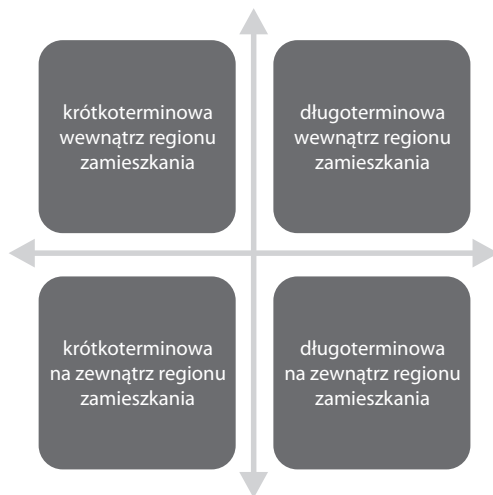 krótkoterminowa
wewnątrz regionu
zamieszkania
długoterminowa
wewnątrz regionu
zamieszkania
krótkoterminowa
na zewnątrz regionu
zamieszkania
długoterminowa
na zewnątrz regionu
zamieszkania